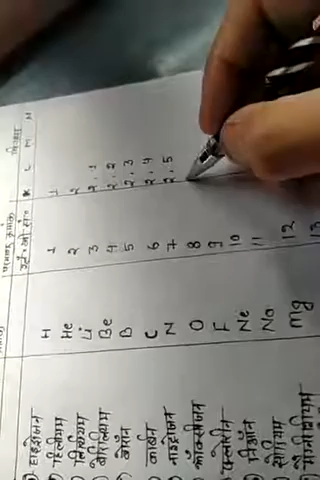 परमाणु क्रमांक
K L M N
हाइड्रोजन H 1 1
हिलीयम He 2 2
लिथियम Li 3 2, 1
बेरिलियम Be 4 2, 2
बोरॉन B 5 2, 3
कार्बन C 6 2, 4
नाइट्रोजन N 7 2, 5
ऑक्सीजन O 8
फ्लोरीन F 9
निऑन Ne 10
सोडियम Na 11
Mg 12
13